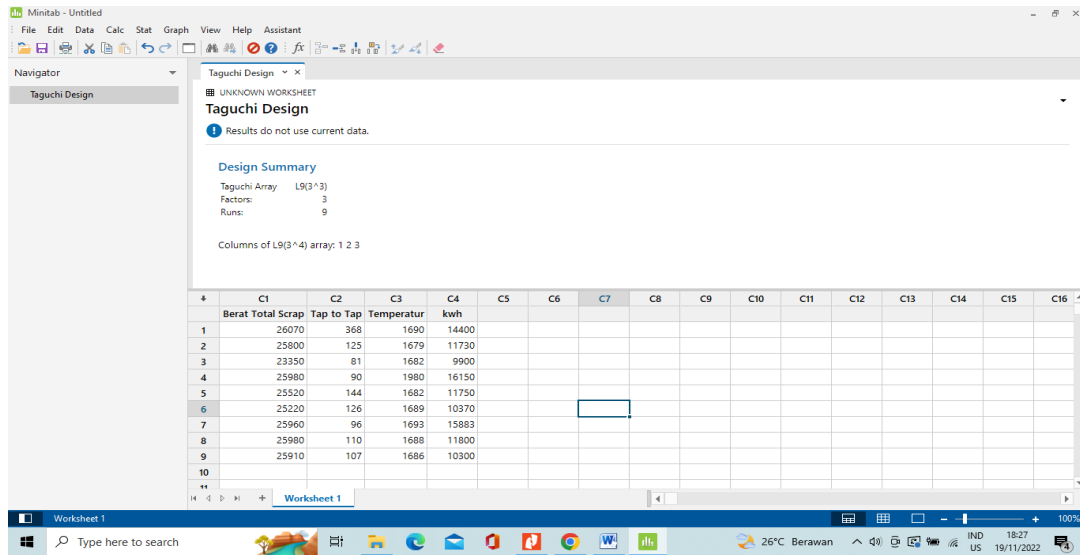 Minitab - Untitled
File Edit Data Calc Stat Graph View Help Assistant
Navigator
Taguchi Design
Taguchi Design
UNKNOWN WORKSHEET
Taguchi Design
Results do not use current data.
Design Summary
Taguchi Array L9(3^3)
Factors: 3
Runs: 9
Columns of L9(3^4) array: 1 2 3
C1 C2 C3 C4 C5 C6 C7 C8 C9 C10 C11 C12 C13 C14 C15 C16
Berat Total Scrap Tap to Tap Temperatur kwh
1 26070 368 1690 14400
2 25800 125 1679 11730
3 23350 81 1682 9900
4 25980 90 1980 16150
5 25520 144 1682 11750
6 25220 126 1689 10370
7 25960 96 1693 15883
8 25980 110 1688 11800
9 25910 107 1686 10300
10
11
+ Worksheet 1
Worksheet 1
100%
Type here to search
26°C Berawan
IND
US
18:27
19/11/2022
4